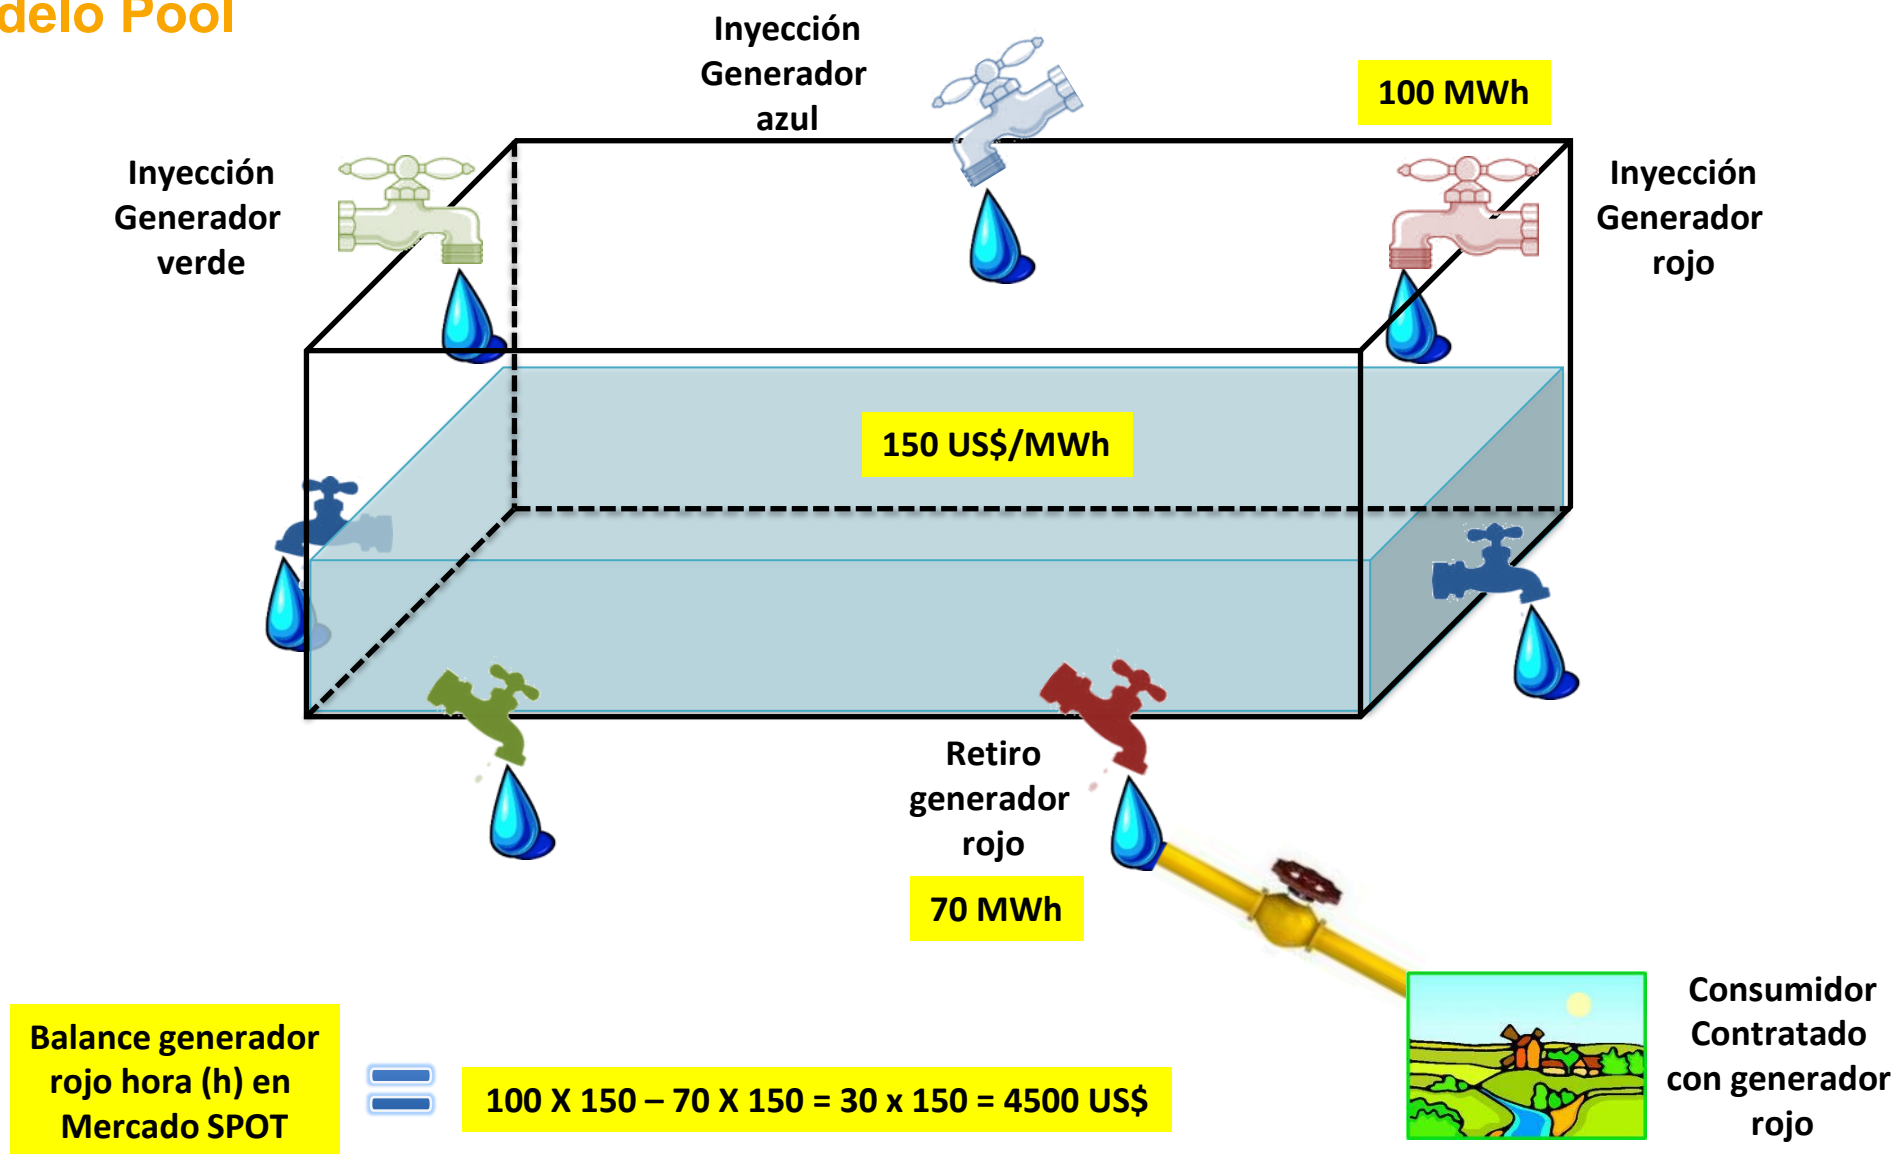 delo Pool
Inyección
Generador
azul
100 MWh
Inyección
Generador
verde
Inyección
Generador
rojo
150 US$/MWh
Retiro
generador
rojo
70 MWh
Consumidor
Contratado
con generador
rojo
Balance generador
rojo hora (h) en
Mercado SPOT
100 X 150 – 70 X 150 = 30 x 150 = 4500 US$